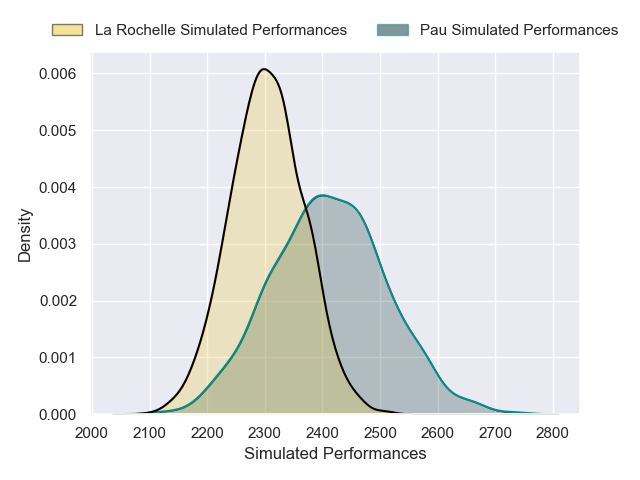 La Rochelle Simulated Performances
Pau Simulated Performances
0.006
0.005
0.004
0.003
0.002
0.001
0.000
Density
2000 2100 2200 2300 2400 2500 2600 2700 2800
Simulated Performances